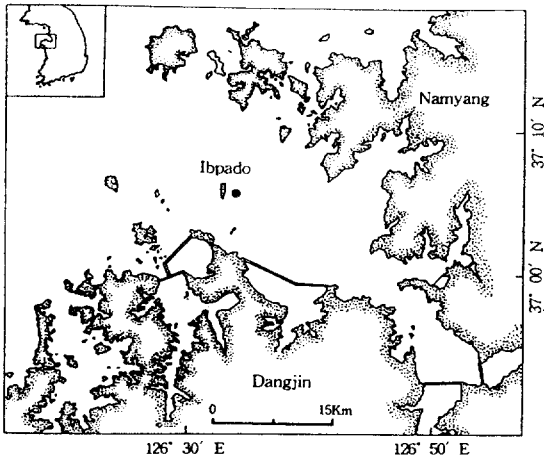 Namyang
37° 10′ N
Ibpado
37° 00′ N
Dangjin
0 15Km
126° 30′ E 126° 50′ E